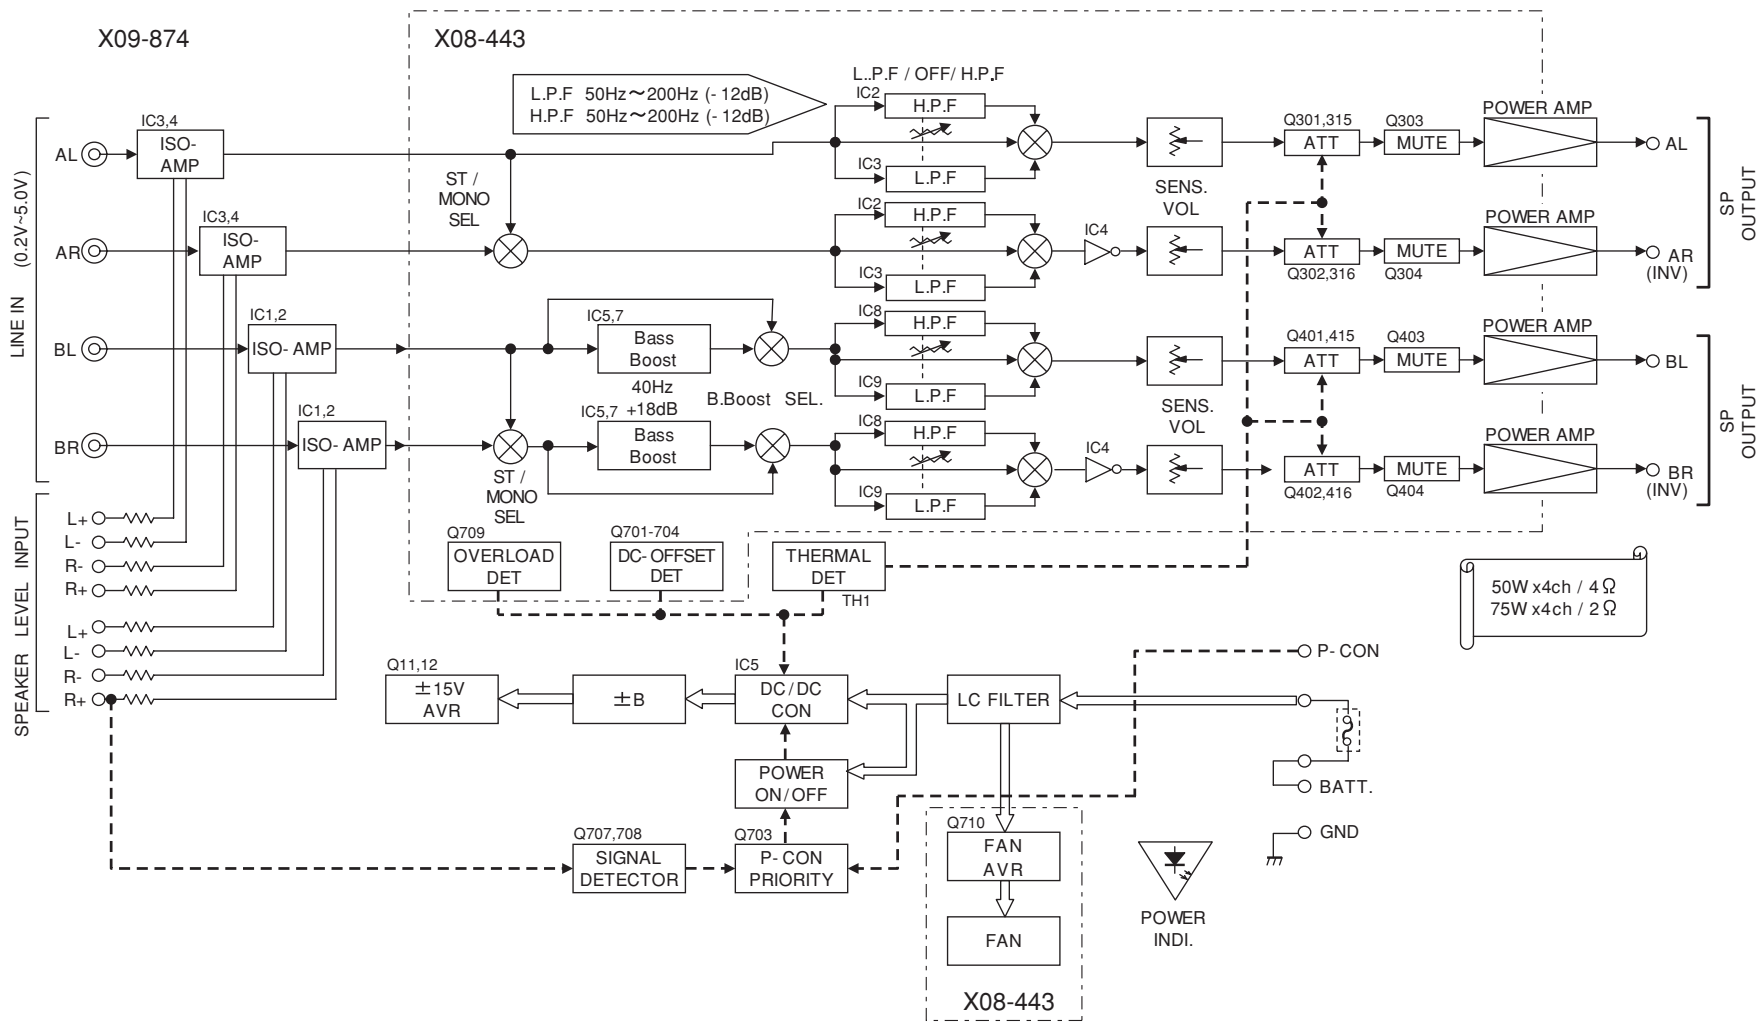 X09-874
X08-443
L.P.F 50Hz~200Hz (- 12dB)
H.P.F 50Hz~200Hz (- 12dB)
L..P.F / OFF/ H.P.F
LINE IN (0.2V~5.0V)
AL
IC3,4
ISO-
AMP
ST /
MONO
SEL
IC2
H.P.F
IC3
L.P.F
SENS.
VOL
Q301,315
ATT
Q303
MUTE
POWER AMP
AL
AR
IC3,4
ISO-
AMP
IC2
H.P.F
IC3
L.P.F
IC4
ATT
Q302,316
MUTE
Q304
POWER AMP
AR
(INV)
SP
OUTPUT
BL
IC1,2
ISO- AMP
IC5,7
Bass
Boost
40Hz
+18dB
B.Boost SEL.
IC8
H.P.F
IC9
L.P.F
SENS.
VOL
Q401,415
ATT
Q403
MUTE
POWER AMP
BL
BR
IC1,2
ISO- AMP
ST /
MONO
SEL
IC5,7
Bass
Boost
IC8
H.P.F
IC9
L.P.F
IC4
ATT
Q402,416
MUTE
Q404
POWER AMP
BR
(INV)
SP
OUTPUT
SPEAKER LEVEL INPUT
L+
L-
R-
R+
L+
L-
R-
R+
Q709
OVERLOAD
DET
Q701-704
DC- OFFSET
DET
THERMAL
DET
TH1
50W x4ch / 4 Ω
75W x4ch / 2 Ω
Q11,12
±15V
AVR
±B
IC5
DC/DC
CON
LC FILTER
P- CON
BATT.
GND
POWER
ON/OFF
Q707,708
SIGNAL
DETECTOR
Q703
P- CON
PRIORITY
Q710
FAN
AVR
FAN
X08-443
POWER
INDI.